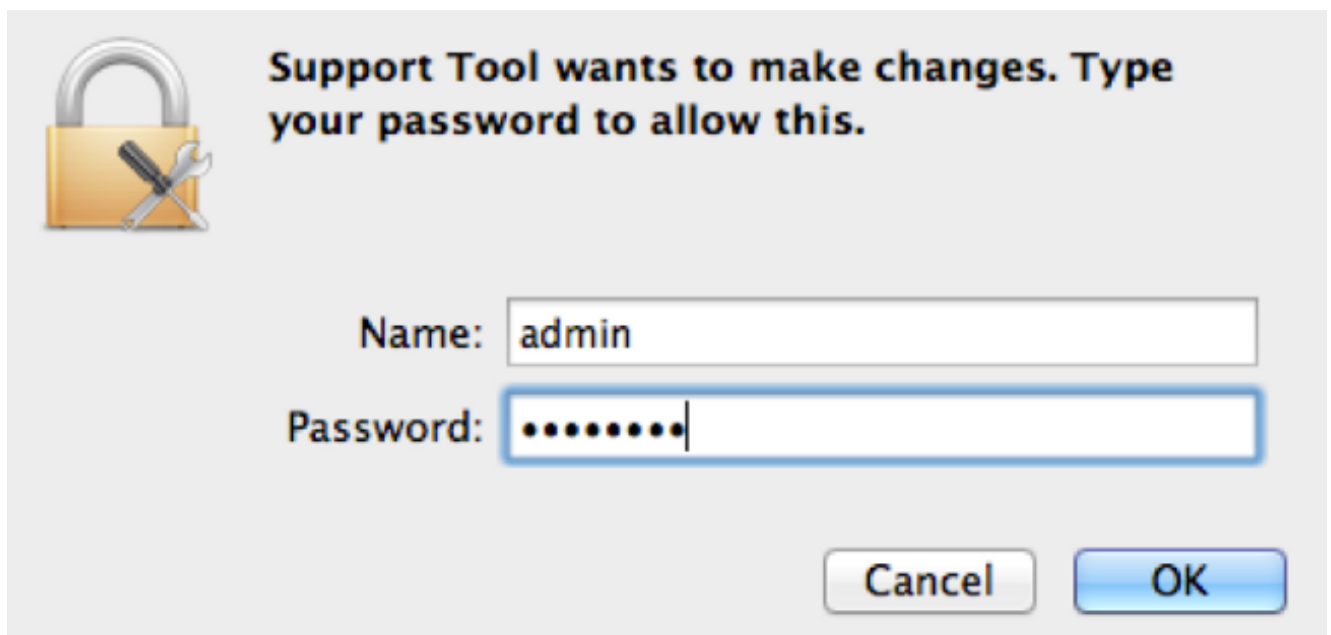 Support Tool wants to make changes. Type
your password to allow this.
Name: admin
Password: ••••••••
Cancel OK